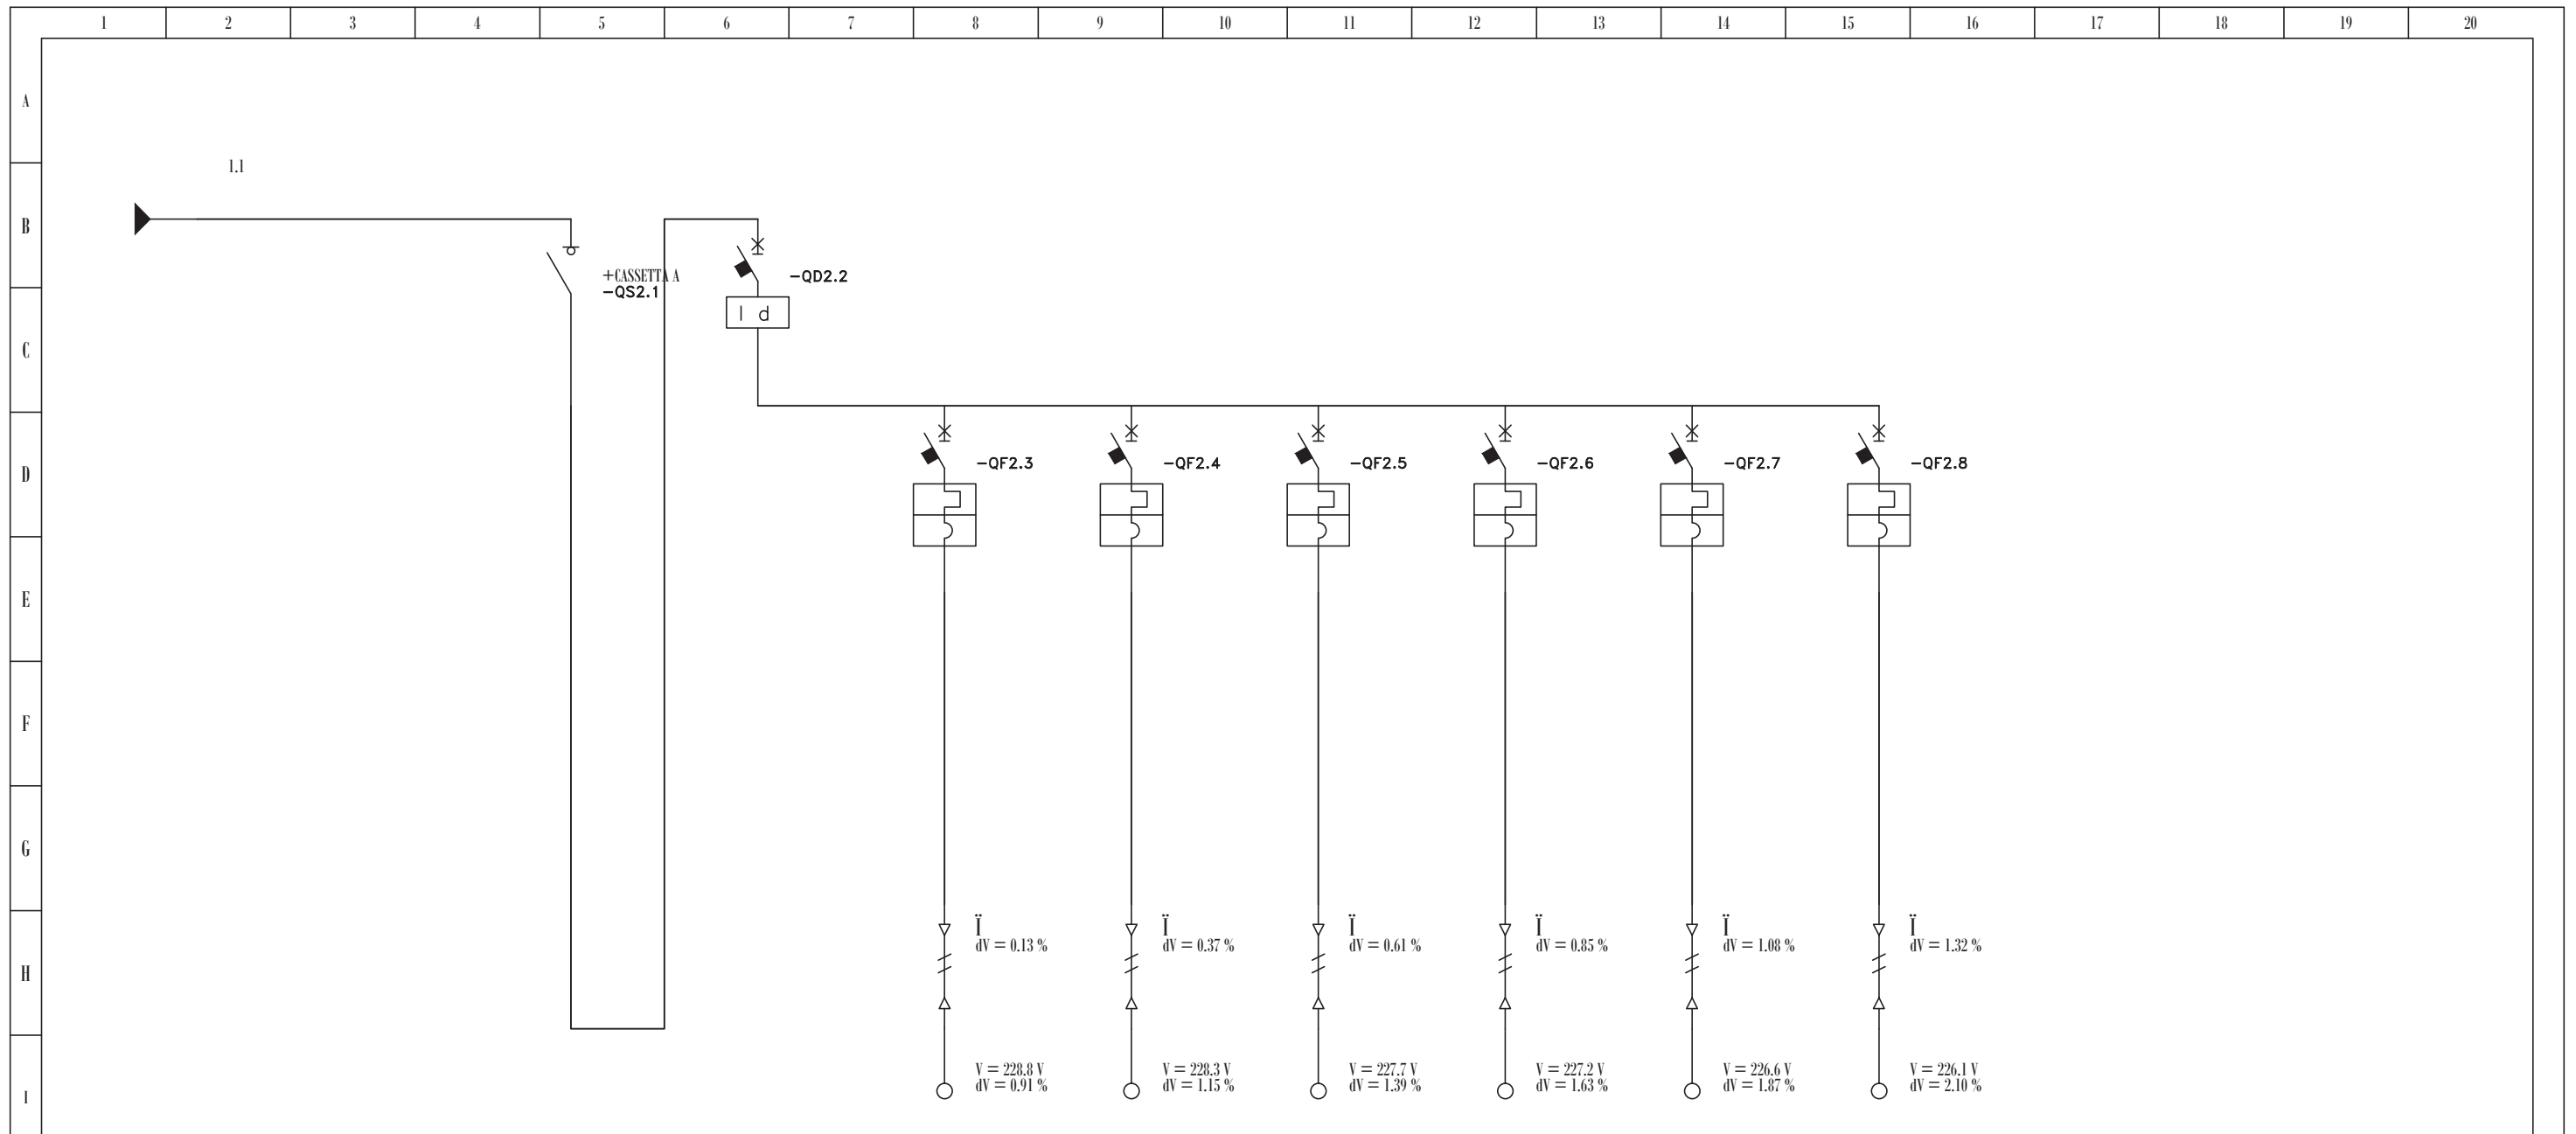 1 2 3 4 5 6 7 8 9 10 11 12 13 14 15 16 17 18 19 20
A
1.1
B
+CASSETTA A
-QS2.1
-QD2.2
I d
C
D
-QF2.3 -QF2.4 -QF2.5 -QF2.6 -QF2.7 -QF2.8
E
F
G
Ï Ï Ï Ï Ï Ï
dV = 0.13 % dV = 0.37 % dV = 0.61 % dV = 0.85 % dV = 1.08 % dV = 1.32 %
H
V = 228.8 V V = 228.3 V V = 227.7 V V = 227.2 V V = 226.6 V V = 226.1 V
dV = 0.91 % dV = 1.15 % dV = 1.39 % dV = 1.63 % dV = 1.87 % dV = 2.10 %
I